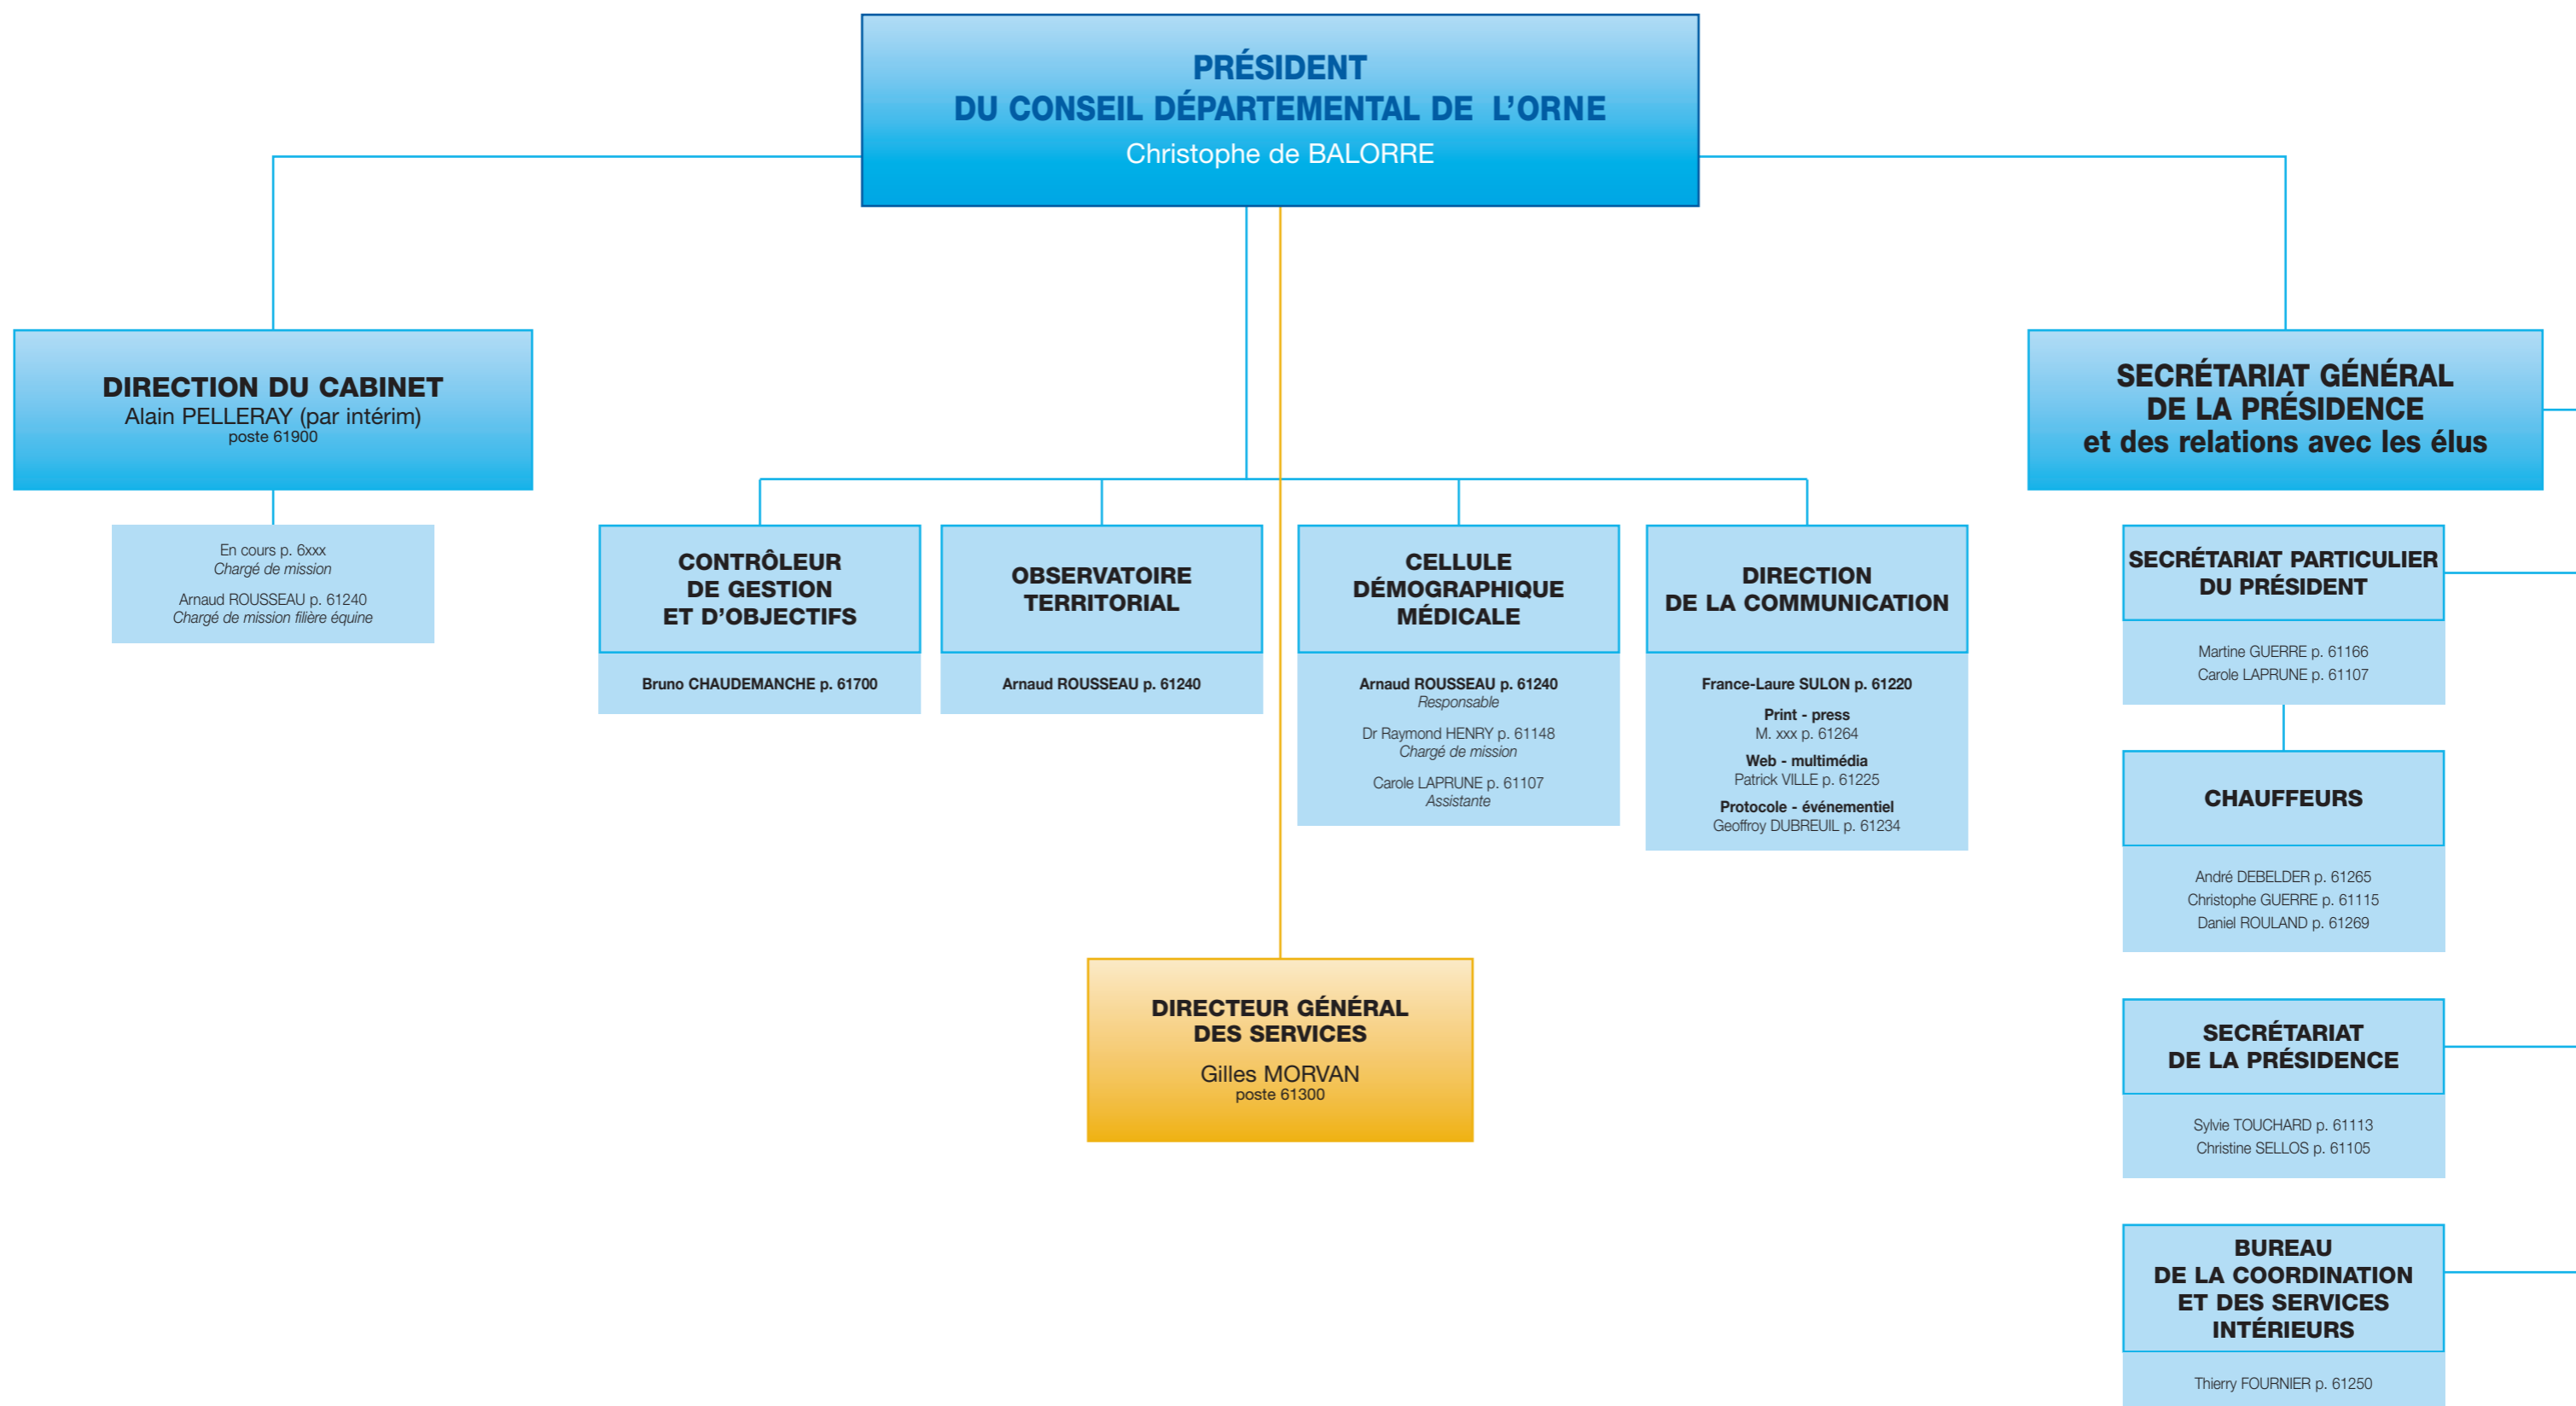 PRÉSIDENT
DU CONSEIL DÉPARTEMENTAL DE L’ORNE
Christophe de BALORRE
DIRECTION DU CABINET
Alain PELLERAY (par intérim)
poste 61900
En cours p. 6xxx
Chargé de mission
Arnaud ROUSSEAU p. 61240
Chargé de mission filière équine
CONTRÔLEUR
DE GESTION
ET D’OBJECTIFS
Bruno CHAUDEMANCHE p. 61700
OBSERVATOIRE
TERRITORIAL
Arnaud ROUSSEAU p. 61240
CELLULE
DÉMOGRAPHIQUE
MÉDICALE
Arnaud ROUSSEAU p. 61240
Responsable
Dr Raymond HENRY p. 61148
Chargé de mission
Carole LAPRUNE p. 61107
Assistante
DIRECTION
DE LA COMMUNICATION
France-Laure SULON p. 61220
Print - press
M. xxx p. 61264
Web - multimédia
Patrick VILLE p. 61225
Protocole - événementiel
Geoffroy DUBREUIL p. 61234
DIRECTEUR GÉNÉRAL
DES SERVICES
Gilles MORVAN
poste 61300
SECRÉTARIAT GÉNÉRAL
DE LA PRÉSIDENCE
et des relations avec les élus
SECRÉTARIAT PARTICULIER
DU PRÉSIDENT
Martine GUERRE p. 61166
Carole LAPRUNE p. 61107
CHAUFFEURS
André DEBELDER p. 61265
Christophe GUERRE p. 61115
Daniel ROULAND p. 61269
SECRÉTARIAT
DE LA PRÉSIDENCE
Sylvie TOUCHARD p. 61113
Christine SELLOS p. 61105
BUREAU
DE LA COORDINATION
ET DES SERVICES
INTÉRIEURS
Thierry FOURNIER p. 61250